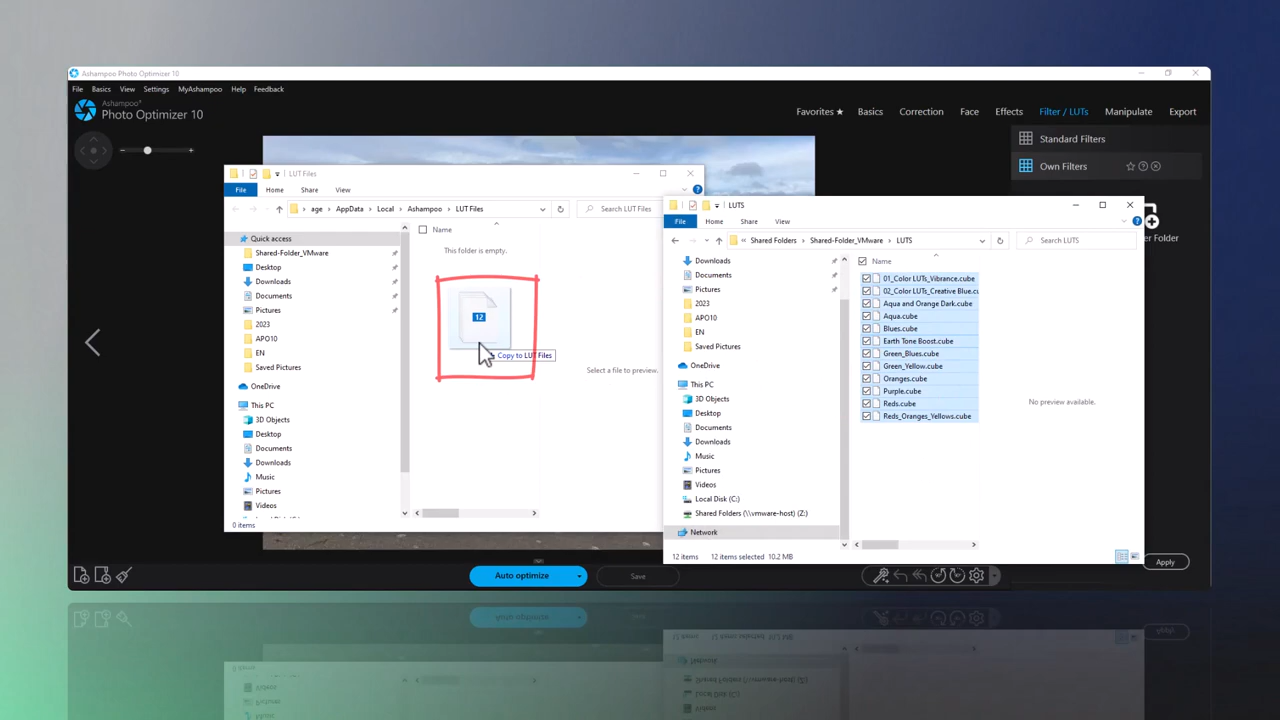 Ashampoo Photo Optimizer 10
File Basics View Settings MyAshampoo Help Feedback
Ashampoo®
Photo Optimizer 10
Favorites ★ Basics Correction Face Effects Filter / LUTs Manipulate Export
Standard Filters
Own Filters
LUT Files
File Home Share View
age AppData Local Ashampoo LUT Files
Search LUT Files
Name
This folder is empty.
Quick access
Shared-Folder_VMware
Desktop
Downloads
Documents
Pictures
2023
APO10
EN
Saved Pictures
OneDrive
This PC
3D Objects
Desktop
Documents
Downloads
Music
Pictures
Videos
0 items
12
Copy to LUT Files
Select a file to preview.
LUTS
File Home Share View
Shared Folders Shared-Folder_VMware LUTS
Search LUTS
Downloads
Documents
Pictures
2023
APO10
EN
Saved Pictures
OneDrive
This PC
3D Objects
Desktop
Documents
Downloads
Music
Pictures
Videos
Local Disk (C:)
Shared Folders (\\vmware-host) (Z:)
Network
Name
01_Color LUTs_Vibrance.cube
02_Color LUTs_Creative Blue.cu
Aqua and Orange Dark.cube
Aqua.cube
Blues.cube
Earth Tone Boost.cube
Green_Blues.cube
Green_Yellow.cube
Oranges.cube
Purple.cube
Reds.cube
Reds_Oranges_Yellows.cube
No preview available.
12 items 12 items selected 10.2 MB
er Folder
Auto optimize
Save
Apply